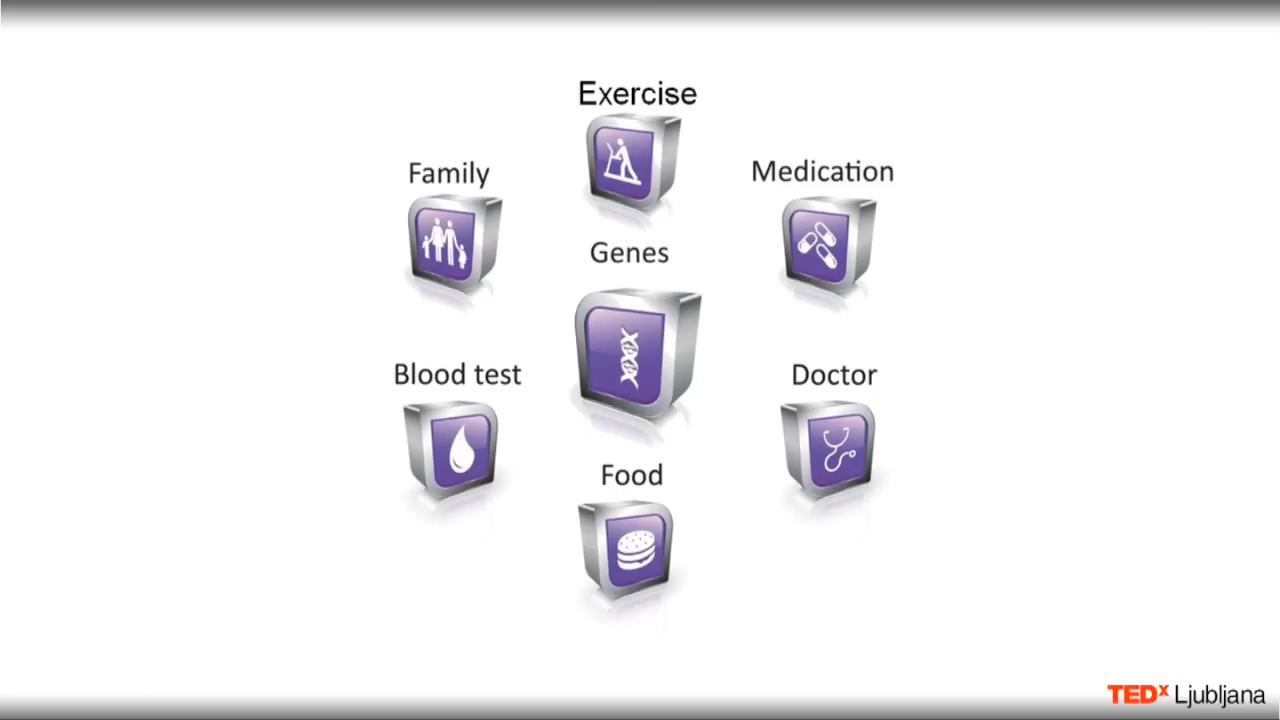 Exercise
Family
Medication
Genes
Blood test
Doctor
Food
TEDx Ljubljana